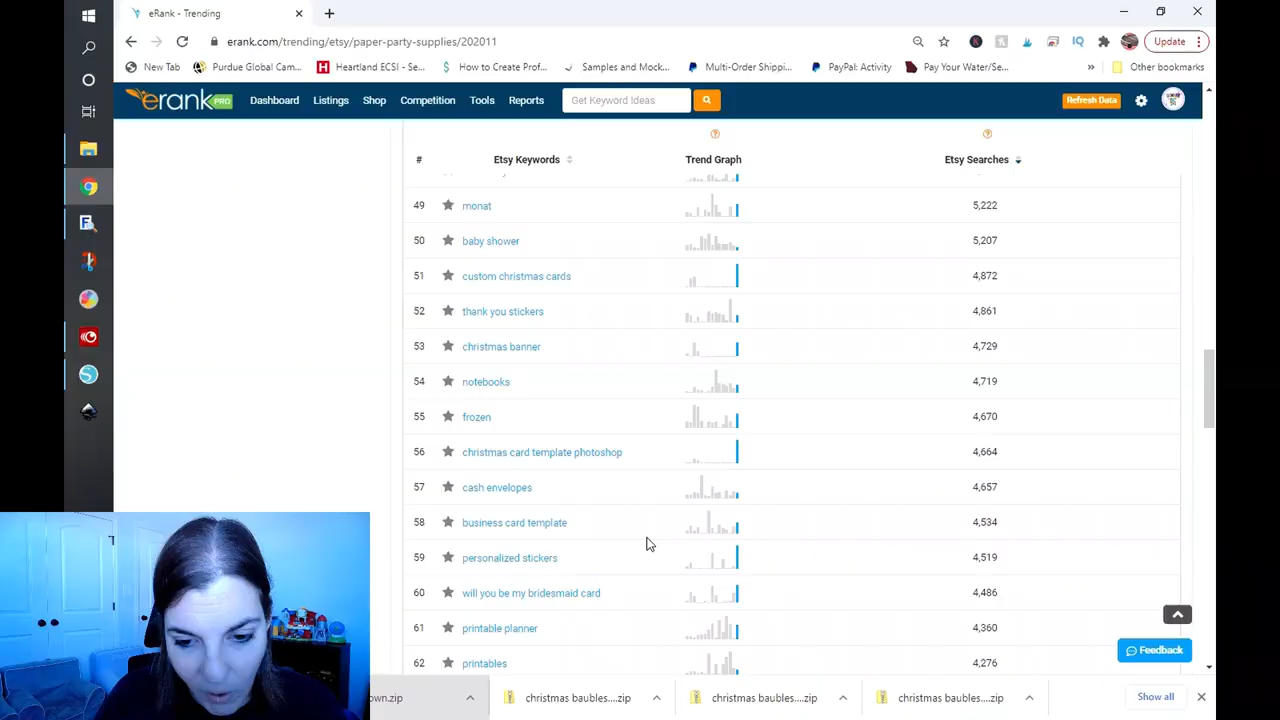 eRank - Trending
erank.com/trending/etsy/paper-party-supplies/202011
Update
New Tab
Purdue Global Cam...
Heartland ECSI - Se...
How to Create Prof...
Samples and Mock...
Multi-Order Shippi...
PayPal: Activity
Pay Your Water/Se...
Other bookmarks
eRank PRO
Dashboard
Listings
Shop
Competition
Tools
Reports
Get Keyword Ideas
Refresh Data
# Etsy Keywords Trend Graph Etsy Searches
49 monat 5,222
50 baby shower 5,207
51 custom christmas cards 4,872
52 thank you stickers 4,861
53 christmas banner 4,729
54 notebooks 4,719
55 frozen 4,670
56 christmas card template photoshop 4,664
57 cash envelopes 4,657
58 business card template 4,534
59 personalized stickers 4,519
60 will you be my bridesmaid card 4,486
61 printable planner 4,360
62 printables 4,276
Feedback
own.zip
christmas baubles....zip
christmas baubles....zip
christmas baubles....zip
Show all